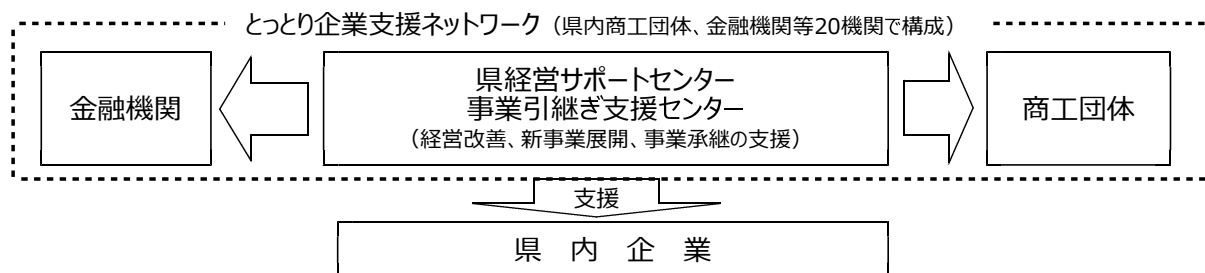 とっとり企業支援ネットワーク（県内商工団体、金融機関等20機関で構成）
金融機関
県経営サポートセンター
事業引継ぎ支援センター
（経営改善、新事業展開、事業承継の支援）
商工団体
支援
県 内 企 業